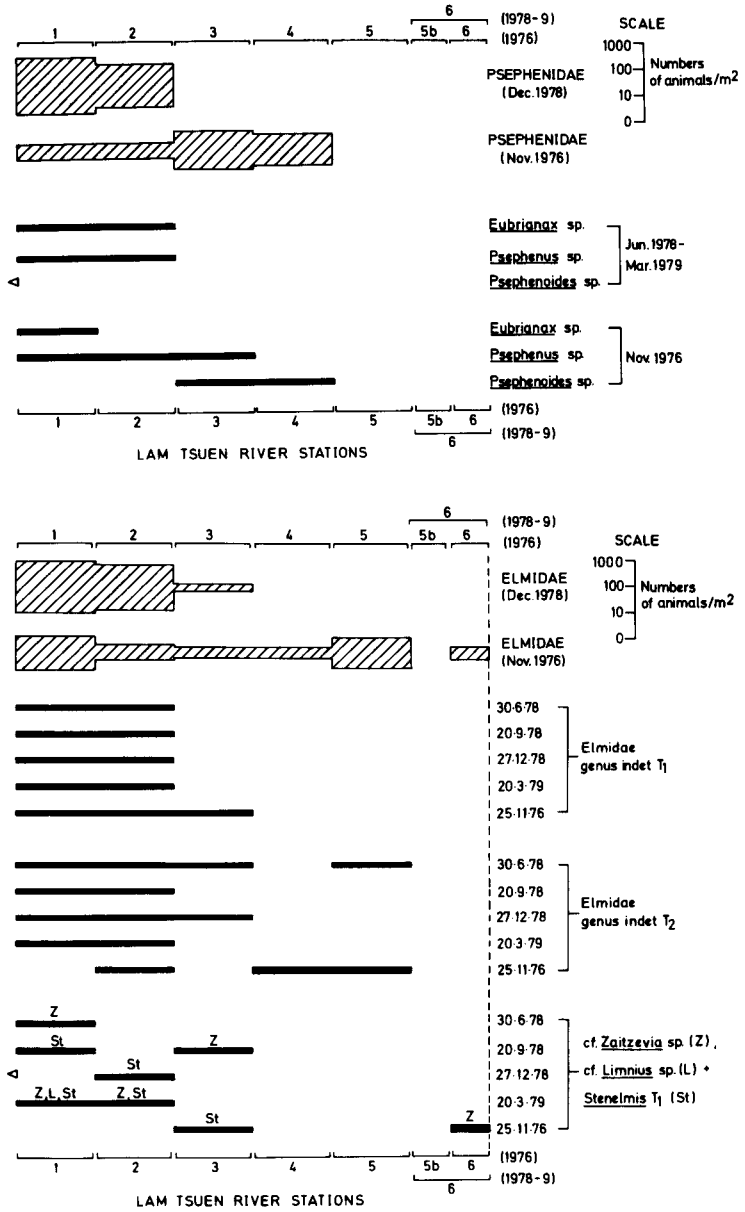 6
(1978-9)
1 2 3 4 5 5b 6 (1976)
SCALE
1000
100
10
0
Numbers
of animals/m²
PSEPHENIDAE
(Dec.1978)
PSEPHENIDAE
(Nov.1976)
Eubrianax sp.
Psephenus sp.
Psephenoides sp.
Jun.1978-
Mar.1979
Eubrianax sp.
Psephenus sp.
Psephenoides sp.
Nov.1976
(1976)
1 2 3 4 5 5b 6
6 (1978-9)
LAM TSUEN RIVER STATIONS
6
(1978-9)
1 2 3 4 5 5b 6 (1976)
SCALE
1000
100
10
0
Numbers
of animals/m²
ELMIDAE
(Dec.1978)
ELMIDAE
(Nov.1976)
30·6·78
20·9·78
27·12·78
20·3·79
25·11·76
Elmidae
genus indet T1
30·6·78
20·9·78
27·12·78
20·3·79
25·11·76
Elmidae
genus indet T2
Z 30·6·78
St Z 20·9·78
St 27·12·78
Z,L,St Z,St 20·3·79
St Z 25·11·76
cf. Zaitzevia sp.(Z),
cf. Limnius sp.(L) +
Stenelmis T1 (St)
(1976)
1 2 3 4 5 5b 6
(1978-9)
6
LAM TSUEN RIVER STATIONS